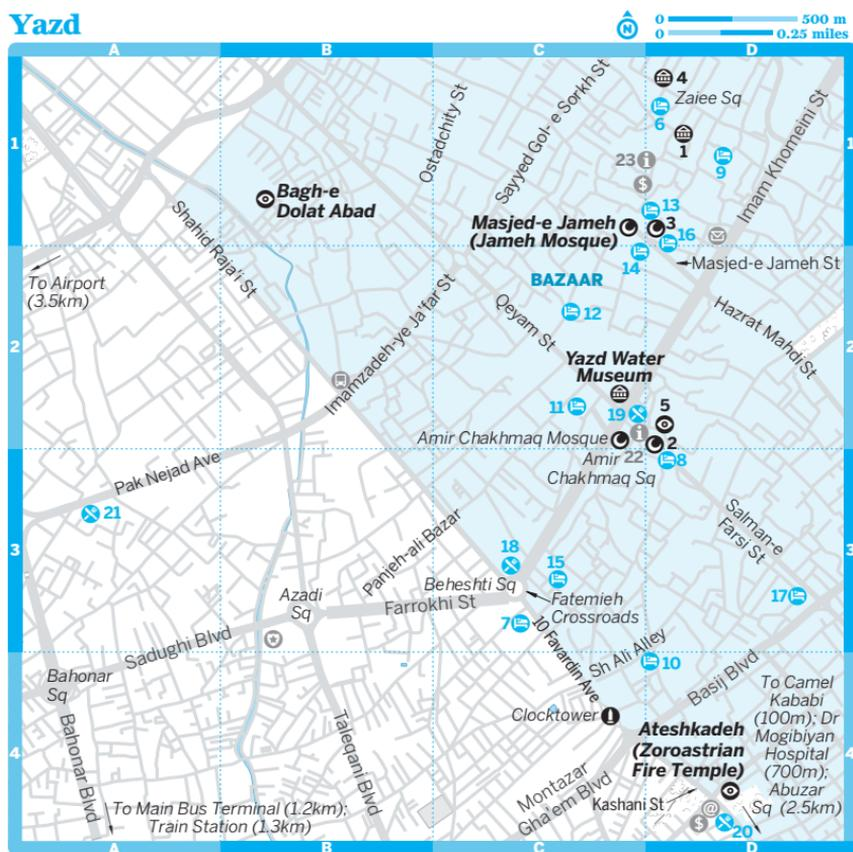 Yazd
N
0 500 m
0 0.25 miles
A B C D
1
1
2
2
3
3
4
4
A B C D
4
Zaiee Sq
6
1
9
23
$
Ostadchity St
Sayyed Gol- e Sorkh St
Imam Khomeini St
Bagh-e
Dolat Abad
13
3
16
Masjed-e Jameh
(Jameh Mosque)
14
Masjed-e Jameh St
Shahid Raja'i St
To Airport
(3.5km)
BAZAAR
12
Qeyam St
Hazrat Mahdi St
Imamzadeh-ye Ja'far St
Yazd Water
Museum
11
19
5
Amir Chakhmaq Mosque
2
22
8
Amir
Chakhmaq Sq
Pak Nejad Ave
21
Panjeh-ali Bazar
Salman-e
Farsi St
18
15
Beheshti Sq
17
Azadi
Sq
Farrokhi St
Fatemieh
Crossroads
7
10 Favardin Ave
Sadughi Blvd
Sh Ali Alley
10
Basij Blvd
Bahonar
Sq
Bahonar Blvd
Taleqani Blvd
Clocktower
To Camel
Kababi
(100m); Dr
Mogibiyan
Hospital
(700m);
Abuzar
Sq (2.5km)
Ateshkadeh
(Zoroastrian
Fire Temple)
Montazar
Gha'em Blvd
Kashani St
@
$
20
To Main Bus Terminal (1.2km);
Train Station (1.3km)